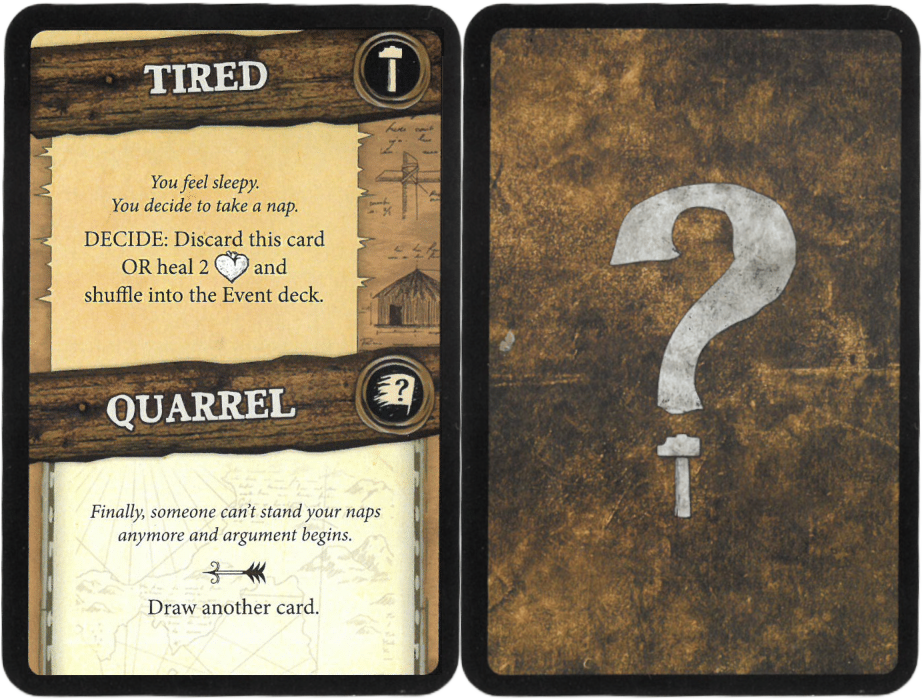 TIRED
You feel sleepy.
You decide to take a nap.
DECIDE: Discard this card
OR heal 2 and
shuffle into the Event deck.
QUARREL
?
Finally, someone can't stand your naps
anymore and argument begins.
Draw another card.
?